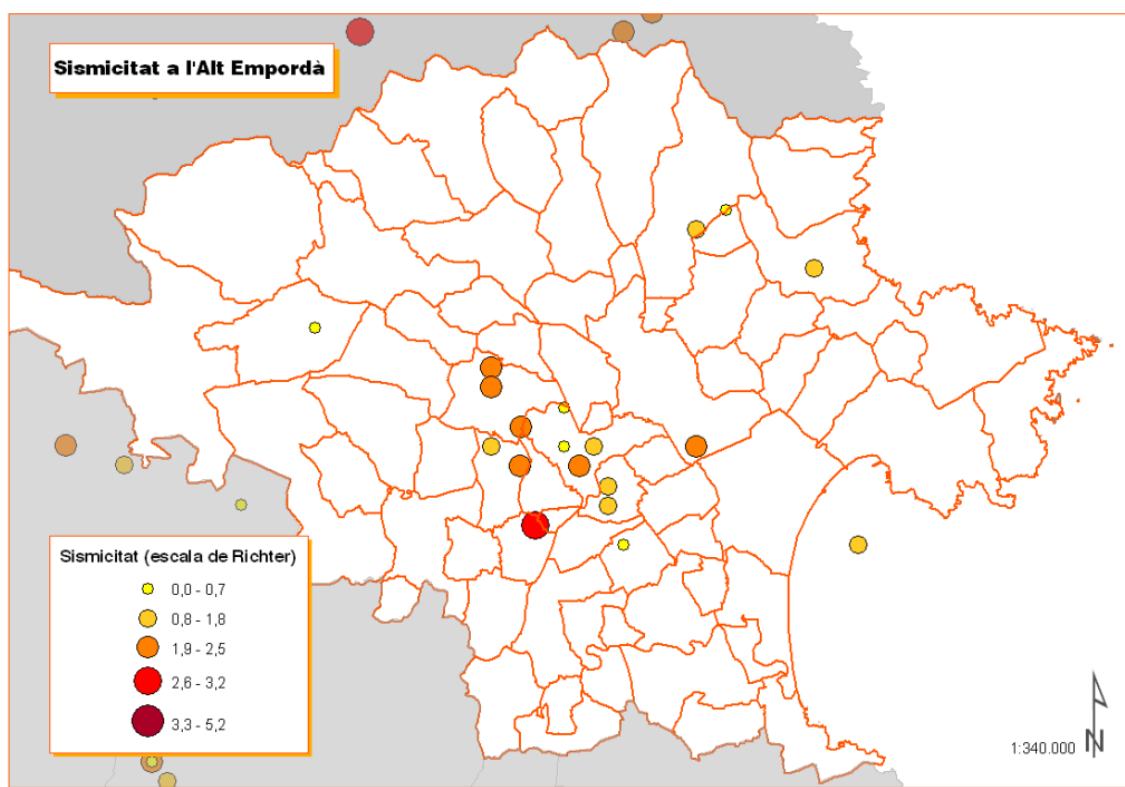 Sismicitat a l'Alt Empordà
Sismicitat (escala de Richter)
0,0 - 0,7
0,8 - 1,8
1,9 - 2,5
2,6 - 3,2
3,3 - 5,2
1:340.000
N